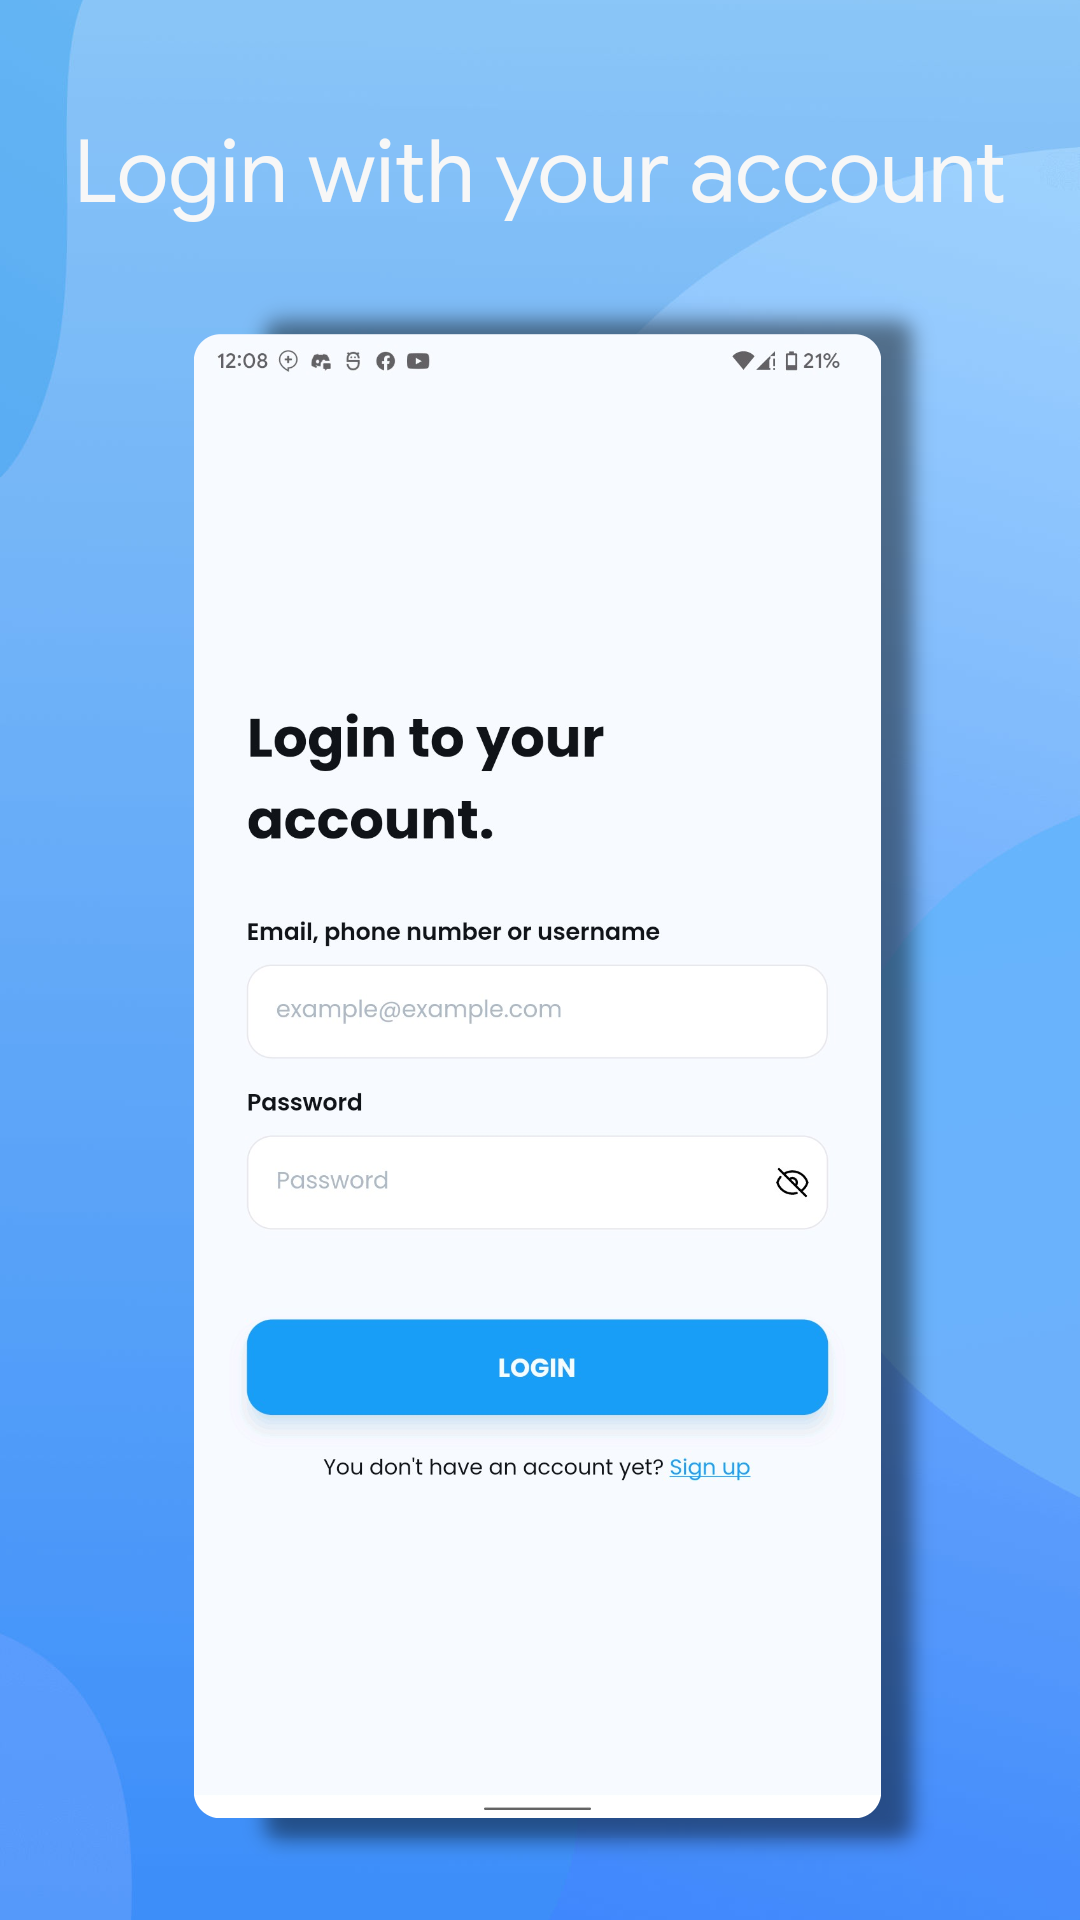 Login with your account
12:08 21%
Login to your
account.
Email, phone number or username
example@example.com
Password
Password
LOGIN
You don't have an account yet? Sign up